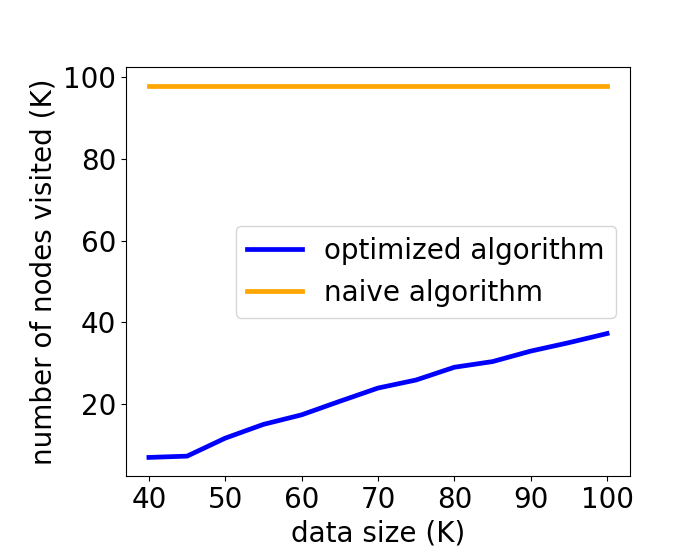 number of nodes visited (K)
100
80
60
40
20
optimized algorithm
naive algorithm
40 50 60 70 80 90 100
data size (K)